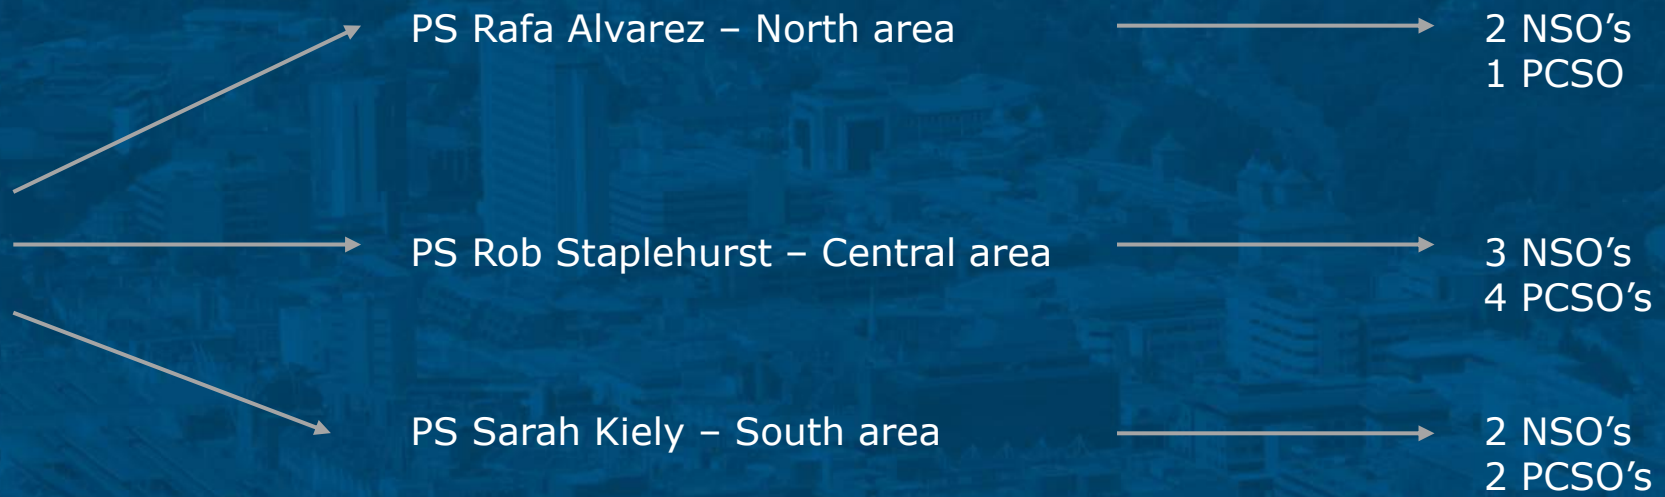 PS Rafa Alvarez – North area
2 NSO’s
1 PCSO
PS Rob Staplehurst – Central area
3 NSO’s
4 PCSO’s
PS Sarah Kiely – South area
2 NSO’s
2 PCSO’s